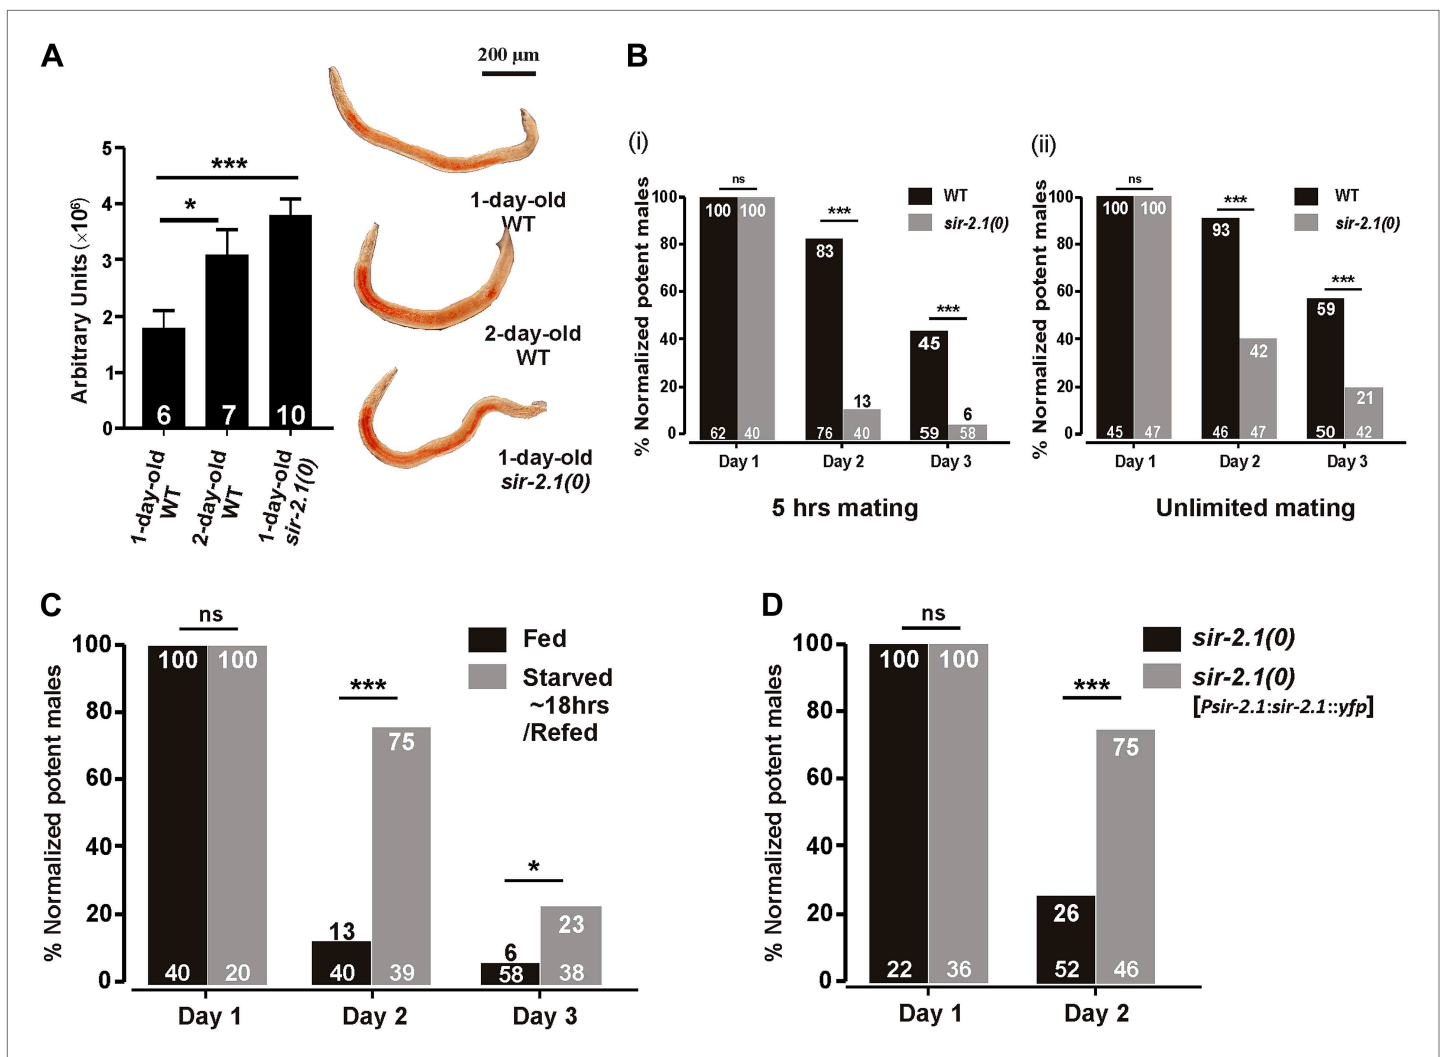 A
200 µm
***
*
5
4
3
2
1
0
Arbitrary Units (×10⁶)
6
7
10
1-day-old
WT
2-day-old
WT
1-day-old
sir-2.1(0)
1-day-old
WT
2-day-old
WT
1-day-old
sir-2.1(0)
B
(i)
% Normalized potent males
100
80
60
40
20
0
ns
***
***
WT
sir-2.1(0)
100
100
83
13
45
6
62
40
76
40
59
58
Day 1
Day 2
Day 3
5 hrs mating
(ii)
% Normalized potent males
100
80
60
40
20
0
ns
***
***
WT
sir-2.1(0)
100
100
93
42
59
21
45
47
46
47
50
42
Day 1
Day 2
Day 3
Unlimited mating
C
% Normalized potent males
100
80
60
40
20
0
ns
***
*
Fed
Starved
~18hrs
/Refed
100
100
13
75
6
23
40
20
40
39
58
38
Day 1
Day 2
Day 3
D
% Normalized potent males
100
80
60
40
20
0
ns
***
sir-2.1(0)
sir-2.1(0)
[Psir-2.1:sir-2.1::yfp]
100
100
26
75
22
36
52
46
Day 1
Day 2